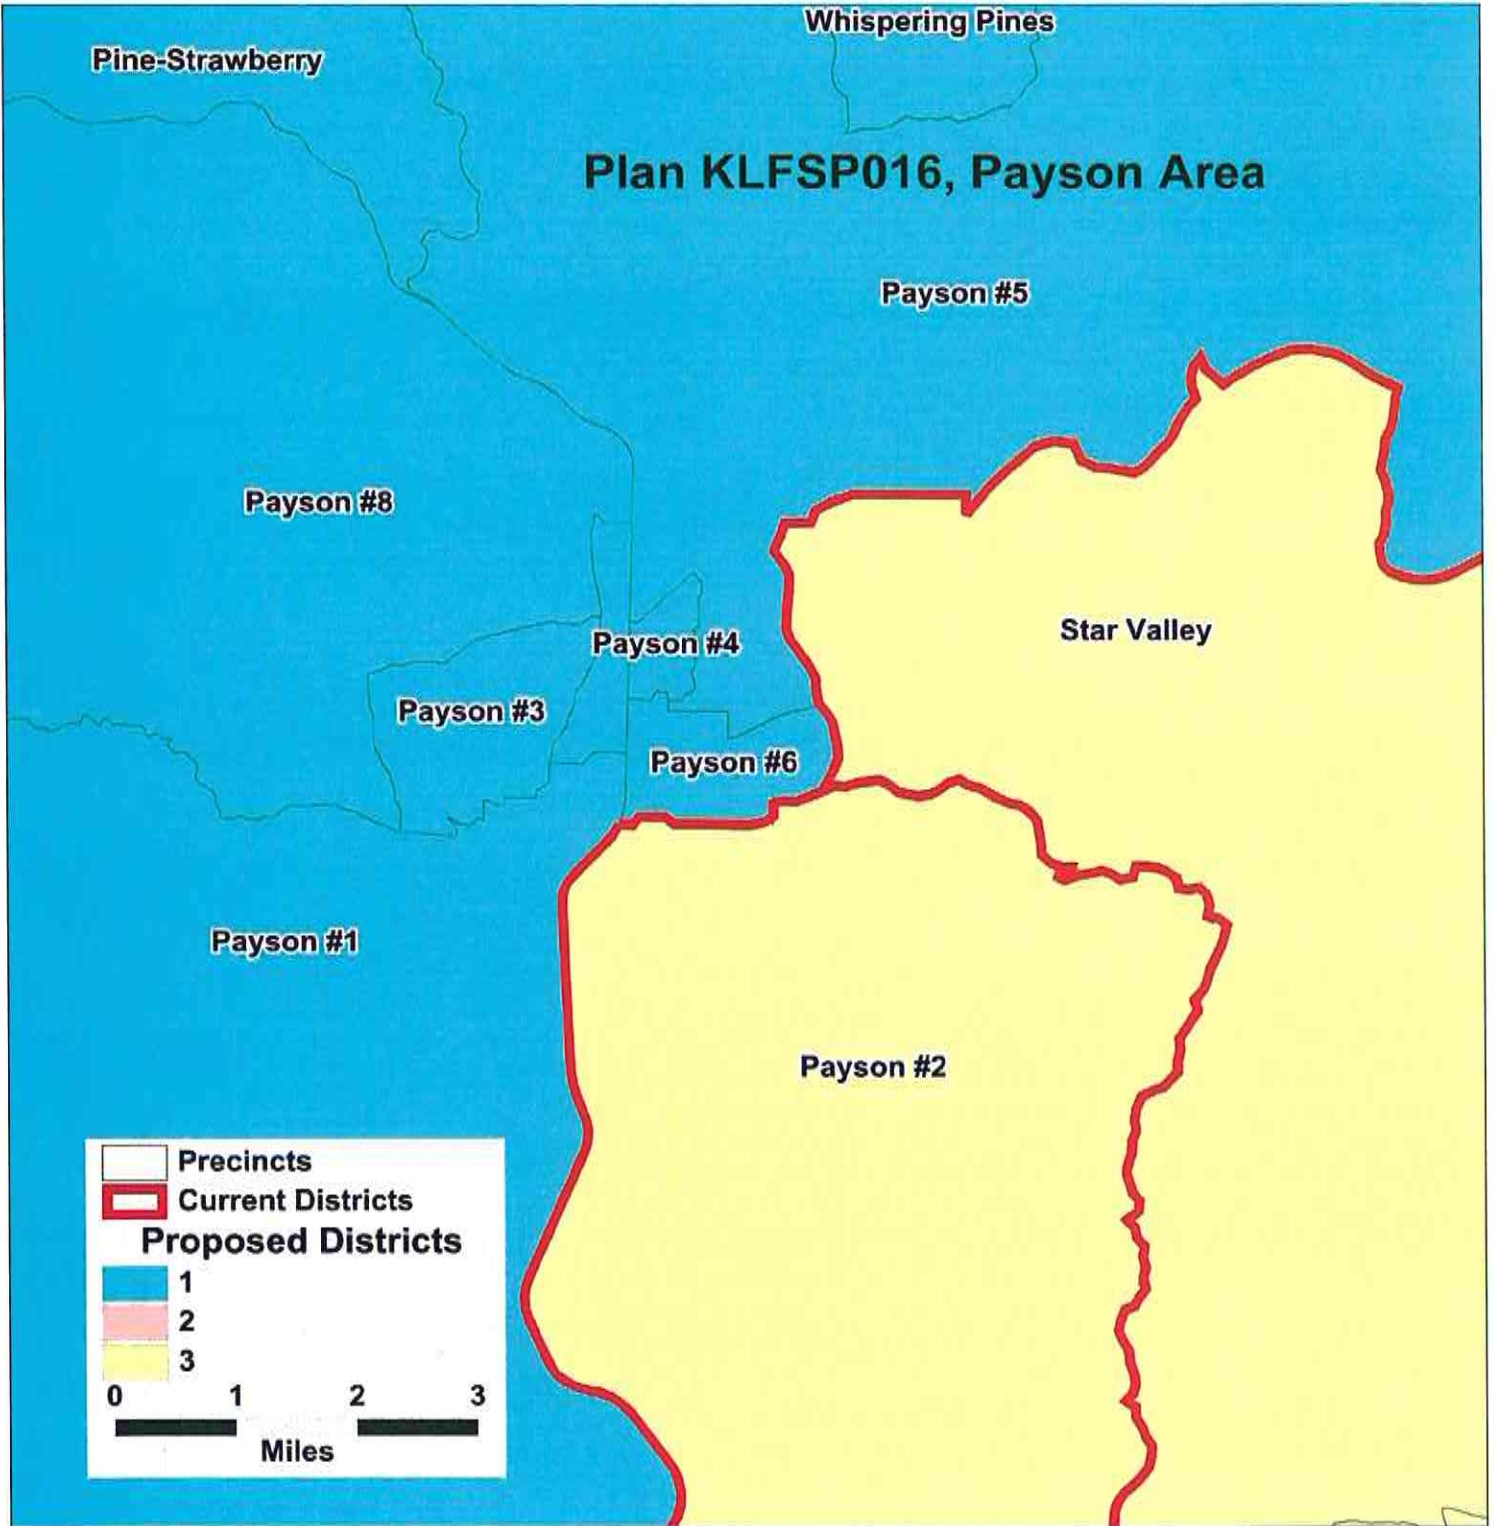 Whispering Pines
Pine-Strawberry
Plan KLFSP016, Payson Area
Payson #5
Payson #8
Star Valley
Payson #4
Payson #3
Payson #6
Payson #1
Payson #2
Precincts
Current Districts
Proposed Districts
1
2
3
0 1 2 3
Miles